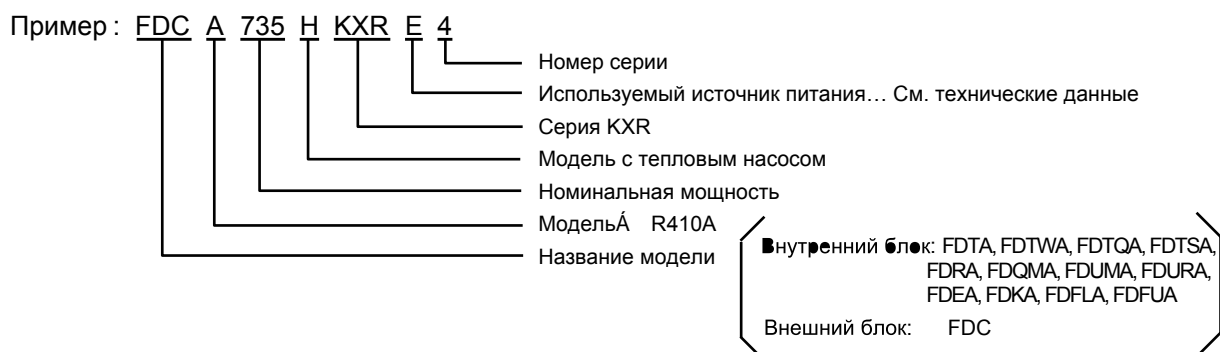 Пример : FDC A 735 H KXR E 4
Номер серии
Используемый источник питания… См. технические данные
Серия KXR
Модель с тепловым насосом
Номинальная мощность
МодельÁ R410A
Название модели
Внутренний блок: FDTA, FDTWA, FDTQA, FDTSA,
FDRA, FDQMA, FDUMA, FDURA,
FDEA, FDKA, FDFLA, FDFUA
Внешний блок: FDC